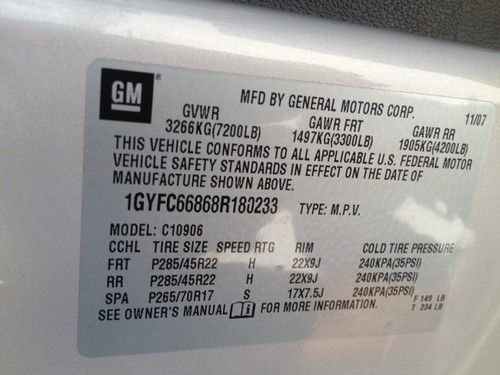 GM ®
MFD BY GENERAL MOTORS CORP. 11/07
GVWR GAWR FRT GAWR RR
3266KG(7200LB) 1497KG(3300LB) 1905KG(4200LB)
THIS VEHICLE CONFORMS TO ALL APPLICABLE U.S. FEDERAL MOTOR
VEHICLE SAFETY STANDARDS IN EFFECT ON THE DATE OF
MANUFACTURE SHOWN ABOVE.
1GYFC66868R180233 TYPE: M.P.V.
MODEL: C10906
CCHL TIRE SIZE SPEED RTG RIM COLD TIRE PRESSURE
FRT P285/45R22 H 22X9J 240KPA(35PSI)
RR P285/45R22 H 22X9J 240KPA(35PSI)
SPA P265/70R17 S 17X7.5J 240KPA(35PSI)
SEE OWNER'S MANUAL i FOR MORE INFORMATION.
F 149 LB
T 234 LB